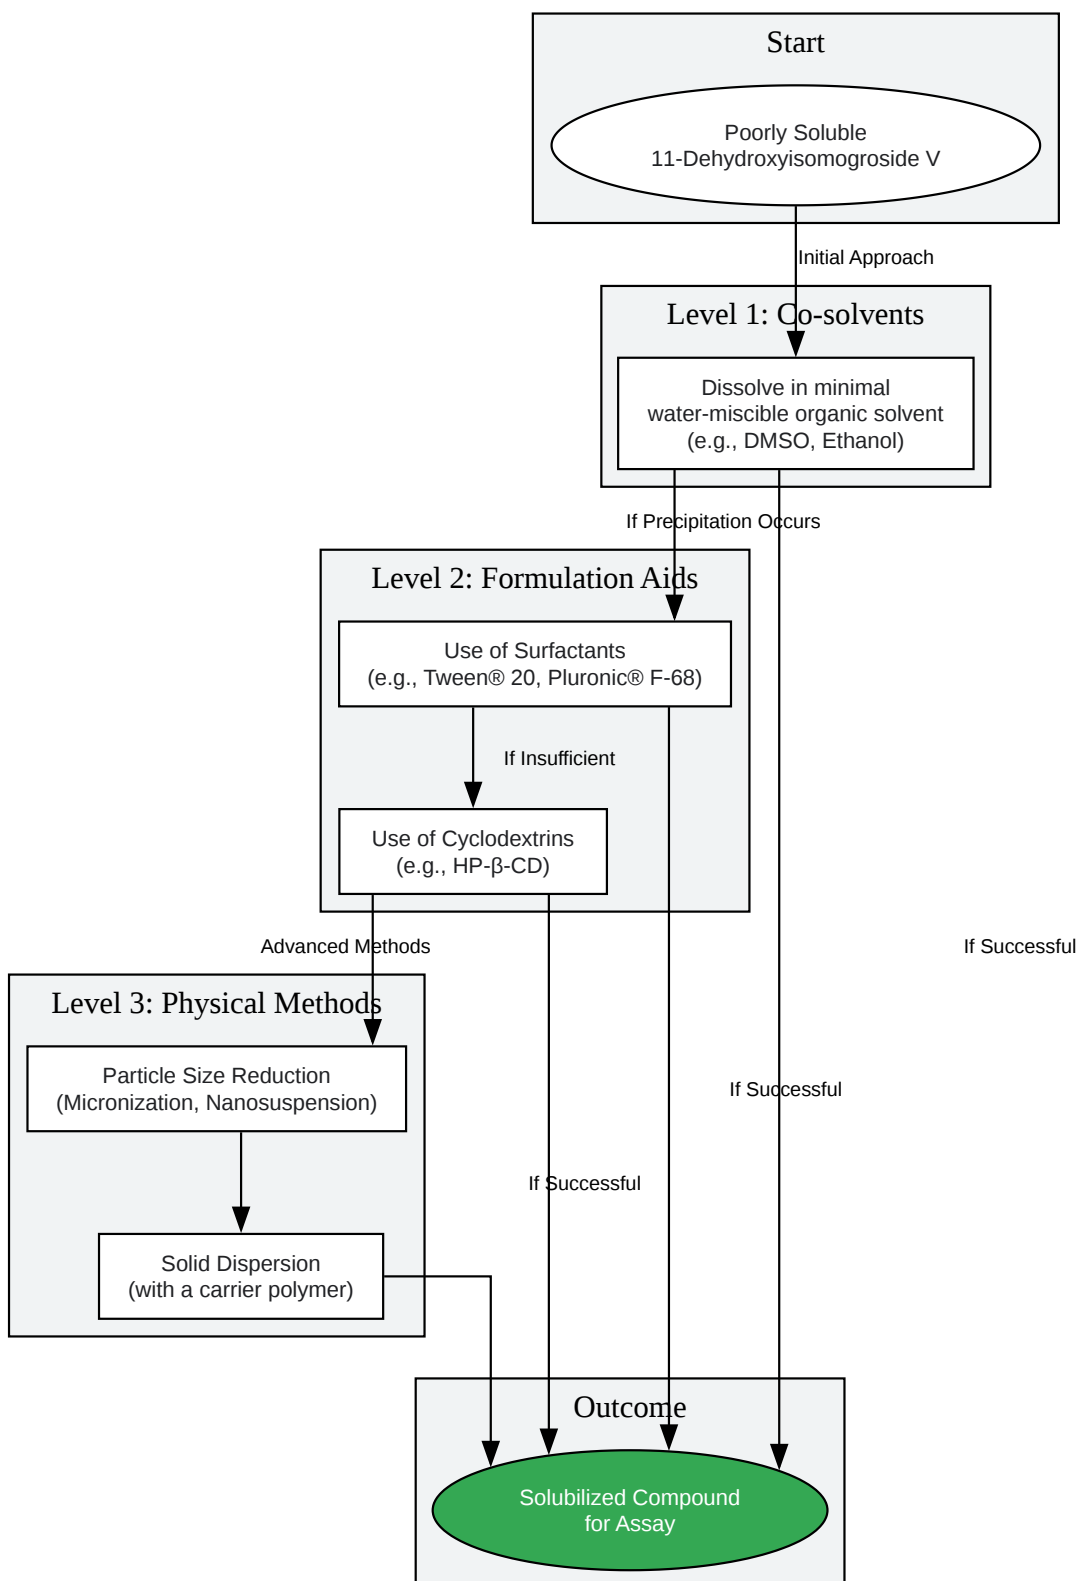 Start
Poorly Soluble
11-Dehydroxyisomogroside V
Initial Approach
Level 1: Co-solvents
Dissolve in minimal
water-miscible organic solvent
(e.g., DMSO, Ethanol)
If Precipitation Occurs
Level 2: Formulation Aids
Use of Surfactants
(e.g., Tween® 20, Pluronic® F-68)
If Insufficient
Use of Cyclodextrins
(e.g., HP-β-CD)
Advanced Methods
If Successful
Level 3: Physical Methods
Particle Size Reduction
(Micronization, Nanosuspension)
If Successful
If Successful
Solid Dispersion
(with a carrier polymer)
Outcome
Solubilized Compound
for Assay